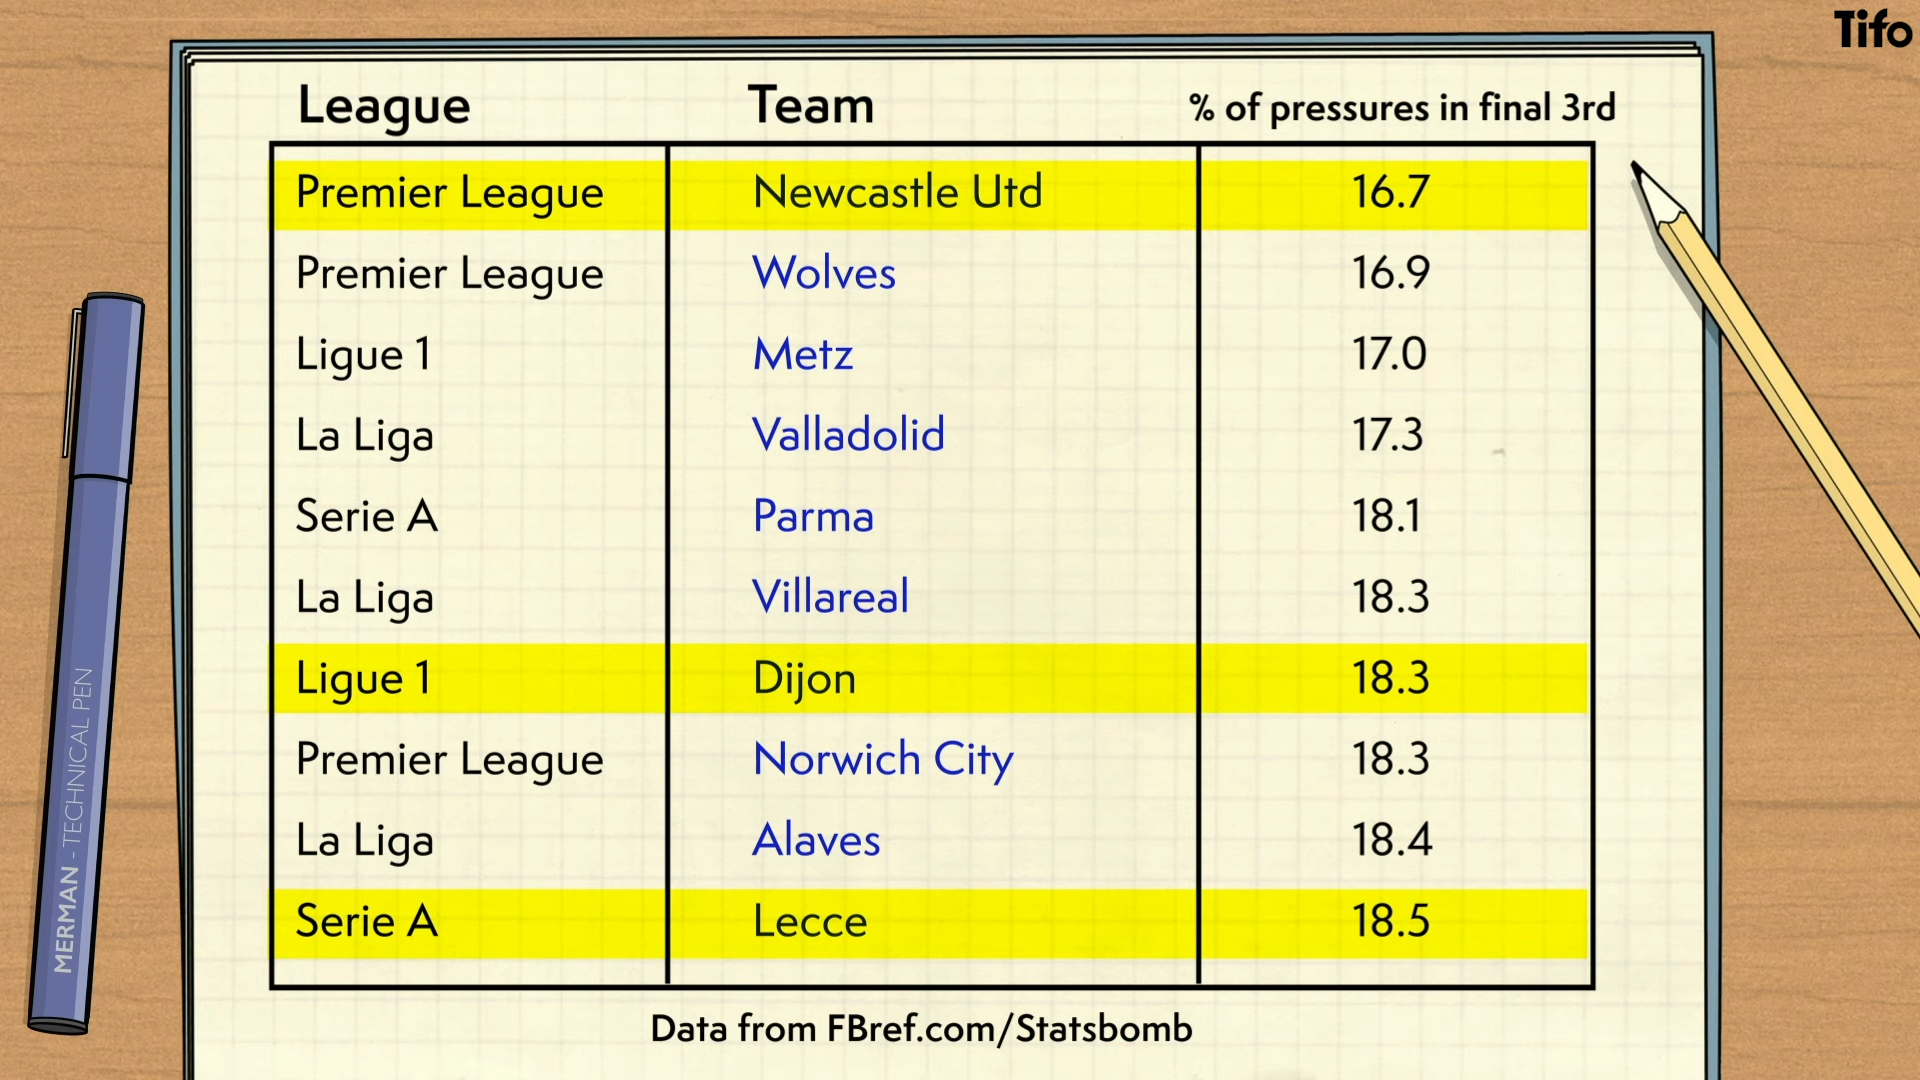 Tifo
League Team % of pressures in final 3rd
Premier League Newcastle Utd 16.7
Premier League Wolves 16.9
Ligue 1 Metz 17.0
La Liga Valladolid 17.3
Serie A Parma 18.1
La Liga Villareal 18.3
Ligue 1 Dijon 18.3
Premier League Norwich City 18.3
La Liga Alaves 18.4
Serie A Lecce 18.5
Data from FBref.com/Statsbomb
MERMAN - TECHNICAL PEN